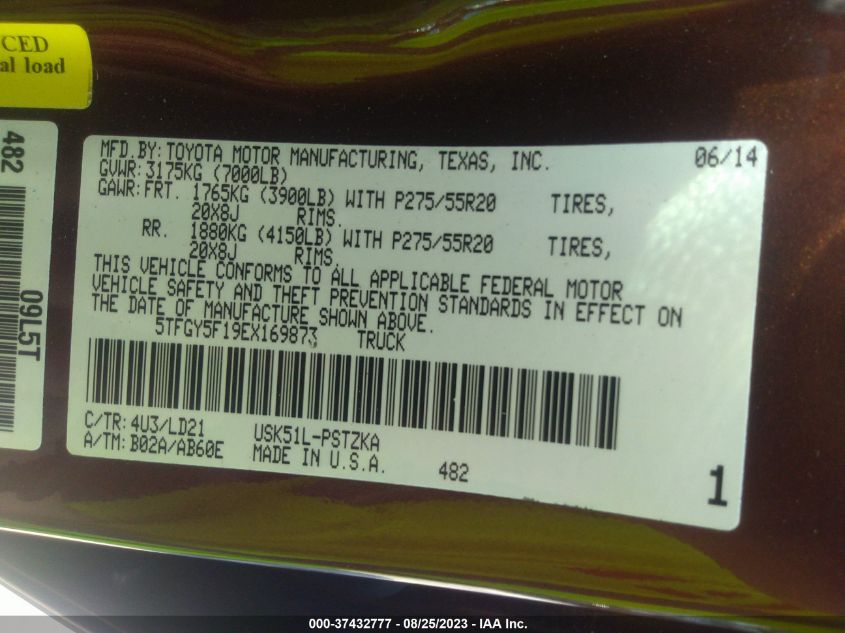 CED
al load
482
09L5T
MFD.BY: TOYOTA MOTOR MANUFACTURING, TEXAS, INC. 06/14
GVWR: 3175KG (7000LB)
GAWR: FRT. 1765KG (3900LB) WITH P275/55R20 TIRES,
20X8J RIMS.
RR. 1880KG (4150LB) WITH P275/55R20 TIRES,
20X8J RIMS.
THIS VEHICLE CONFORMS TO ALL APPLICABLE FEDERAL MOTOR
VEHICLE SAFETY AND THEFT PREVENTION STANDARDS IN EFFECT ON
THE DATE OF MANUFACTURE SHOWN ABOVE.
5TFGY5F19EX169873 TRUCK
C/TR: 4U3/LD21 USK51L-PSTZKA
A/TM: B02A/AB60E MADE IN U.S.A. 482
1
000-37432777 - 08/25/2023 - IAA Inc.